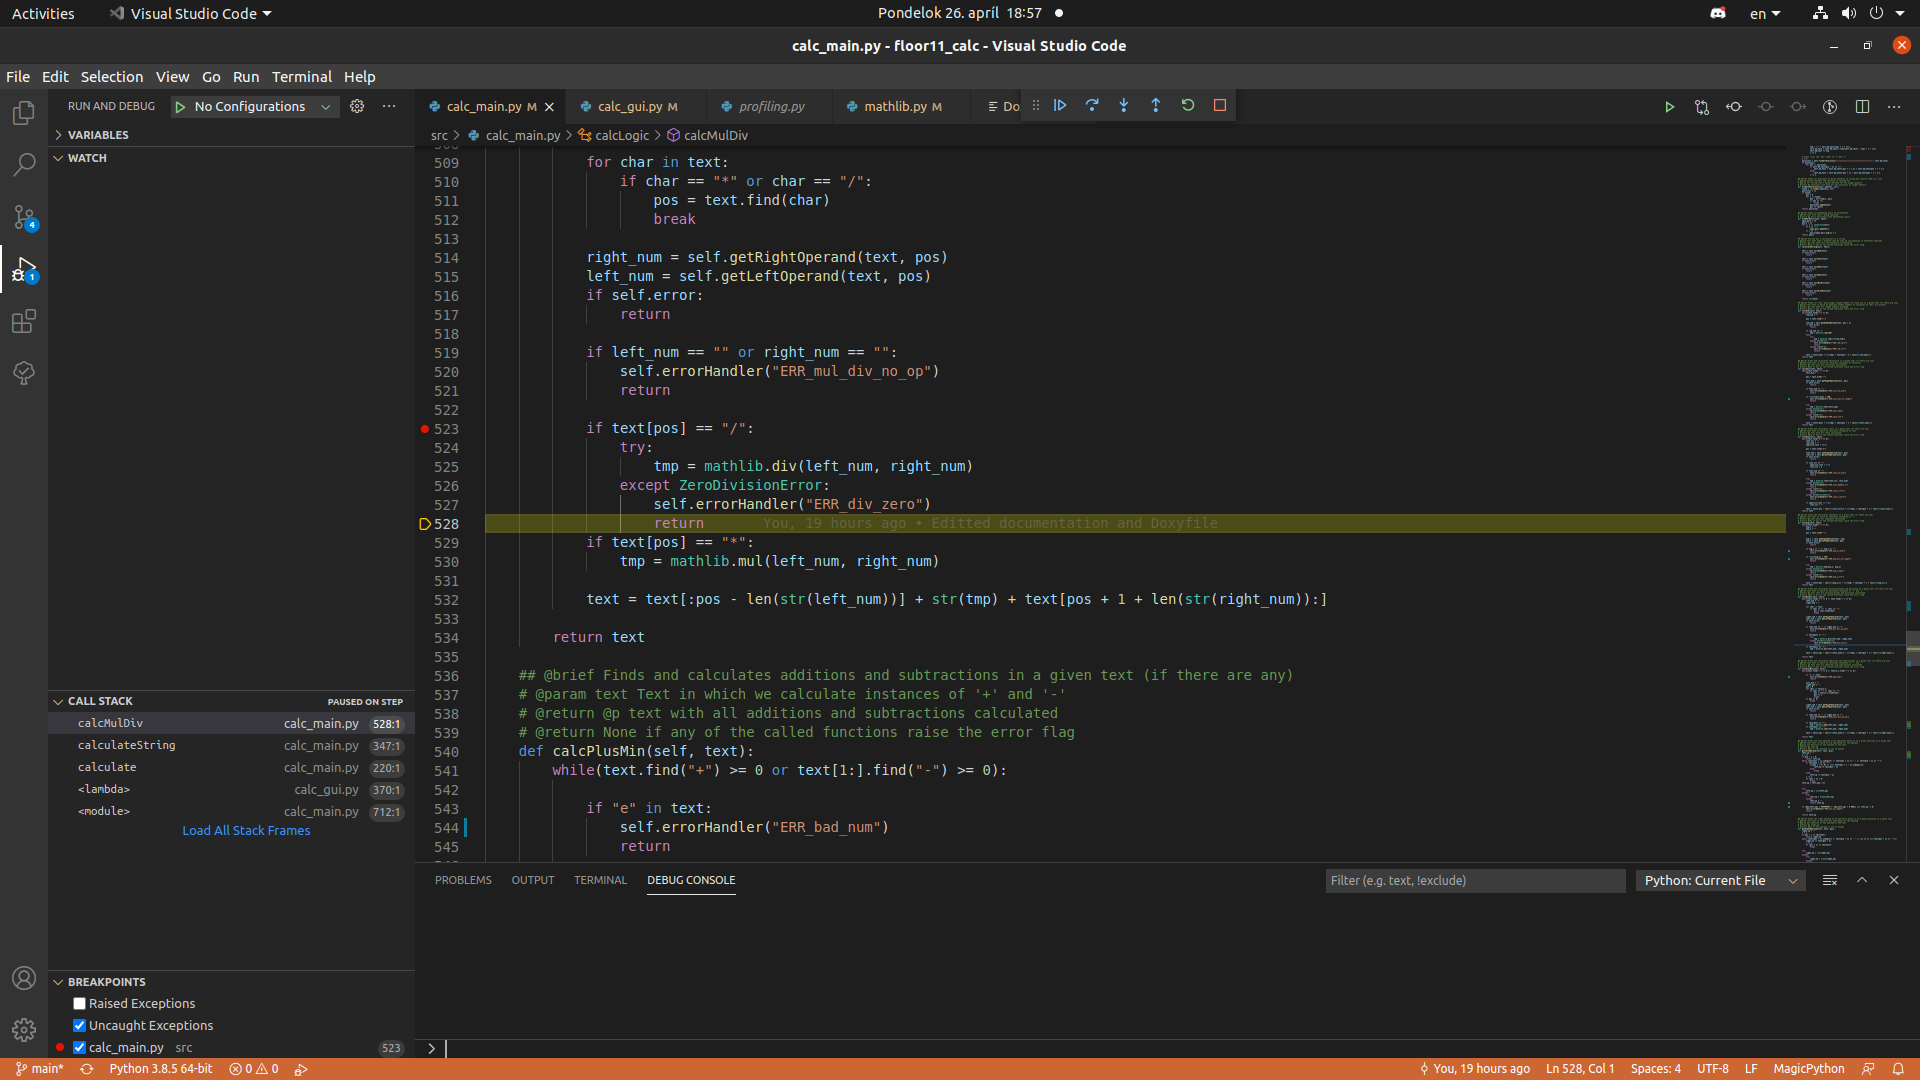 Activities
Visual Studio Code
Pondelok 26. apríl 18:57
en
calc_main.py - floor11_calc - Visual Studio Code
File Edit Selection View Go Run Terminal Help
RUN AND DEBUG
No Configurations
calc_main.py M
calc_gui.py M
profiling.py
mathlib.py M
Do
VARIABLES
WATCH
src > calc_main.py > calcLogic > calcMulDiv
509 for char in text:
510 if char == "*" or char == "/":
511 pos = text.find(char)
512 break
513
514 right_num = self.getRightOperand(text, pos)
515 left_num = self.getLeftOperand(text, pos)
516 if self.error:
517 return
518
519 if left_num == "" or right_num == "":
520 self.errorHandler("ERR_mul_div_no_op")
521 return
522
523 if text[pos] == "/":
524 try:
525 tmp = mathlib.div(left_num, right_num)
526 except ZeroDivisionError:
527 self.errorHandler("ERR_div_zero")
528 return You, 19 hours ago • Editted documentation and Doxyfile
529 if text[pos] == "*":
530 tmp = mathlib.mul(left_num, right_num)
531
532 text = text[:pos - len(str(left_num))] + str(tmp) + text[pos + 1 + len(str(right_num)):]
533
534 return text
535
536 ## @brief Finds and calculates additions and subtractions in a given text (if there are any)
537 # @param text Text in which we calculate instances of '+' and '-'
538 # @return @p text with all additions and subtractions calculated
539 # @return None if any of the called functions raise the error flag
540 def calcPlusMin(self, text):
541 while(text.find("+") >= 0 or text[1:].find("-") >= 0):
542
543 if "e" in text:
544 self.errorHandler("ERR_bad_num")
545 return
4
1
CALL STACK PAUSED ON STEP
calcMulDiv calc_main.py 528:1
calculateString calc_main.py 347:1
calculate calc_main.py 220:1
<lambda> calc_gui.py 370:1
<module> calc_main.py 712:1
Load All Stack Frames
PROBLEMS OUTPUT TERMINAL DEBUG CONSOLE
Filter (e.g. text, !exclude)
Python: Current File
BREAKPOINTS
Raised Exceptions
Uncaught Exceptions
calc_main.py src 523
main*
Python 3.8.5 64-bit
0 0
You, 19 hours ago
Ln 528, Col 1
Spaces: 4
UTF-8
LF
MagicPython